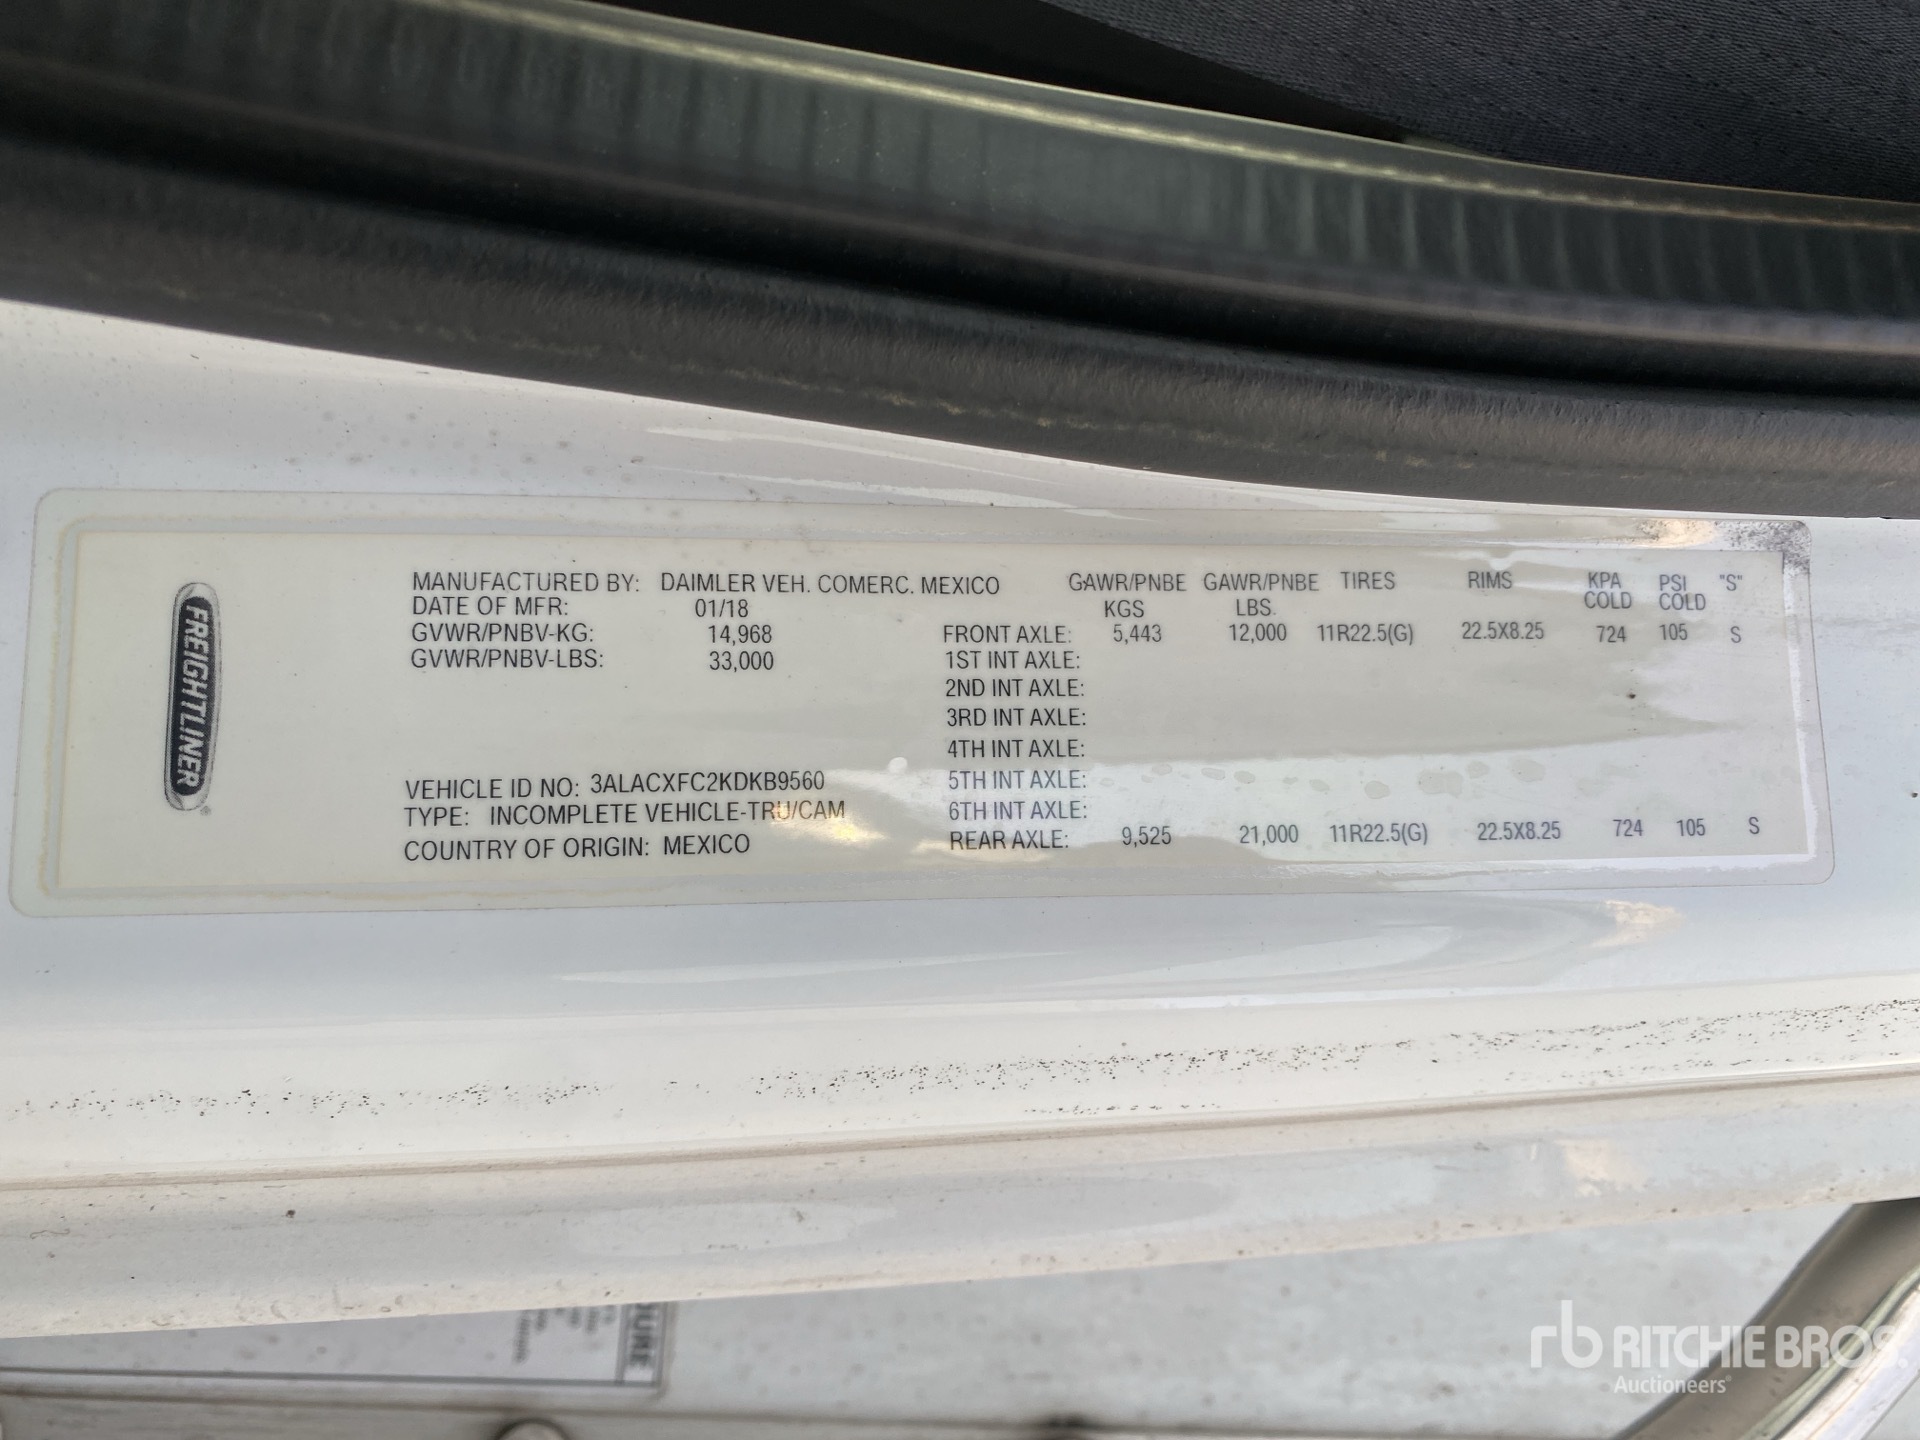 FREIGHTLINER
MANUFACTURED BY: DAIMLER VEH. COMERC. MEXICO
DATE OF MFR: 01/18
GVWR/PNBV-KG: 14,968
GVWR/PNBV-LBS: 33,000
VEHICLE ID NO: 3ALACXFC2KDKB9560
TYPE: INCOMPLETE VEHICLE-TRU/CAM
COUNTRY OF ORIGIN: MEXICO
GAWR/PNBE GAWR/PNBE TIRES RIMS KPA PSI "S"
KGS LBS. COLD COLD
FRONT AXLE: 5,443 12,000 11R22.5(G) 22.5X8.25 724 105 S
1ST INT AXLE:
2ND INT AXLE:
3RD INT AXLE:
4TH INT AXLE:
5TH INT AXLE:
6TH INT AXLE:
REAR AXLE: 9,525 21,000 11R22.5(G) 22.5X8.25 724 105 S
rb RITCHIE BROS.
Auctioneers